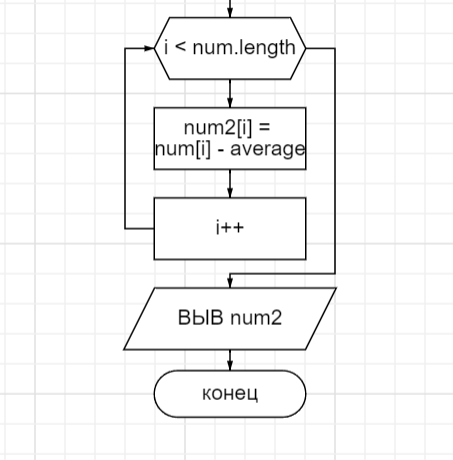 i < num.length
num2[i] =
num[i] - average
i++
ВЫВ num2
конец